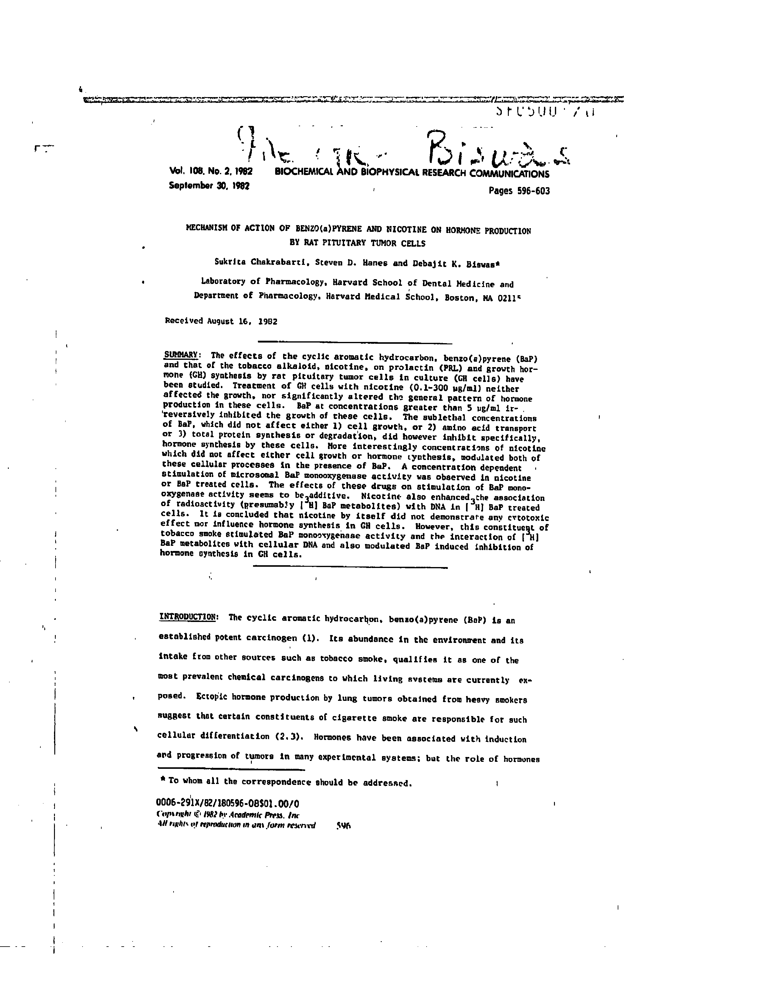 Biswas
Vol. 108, No. 2, 1982 BIOCHEMICAL AND BIOPHYSICAL RESEARCH COMMUNICATIONS
September 30, 1982 Pages 596-603
MECHANISM OF ACTION OF BENZO(a)PYRENE AND NICOTINE ON HORMONE PRODUCTION
BY RAT PITUITARY TUMOR CELLS
Sukrita Chakrabarti, Steven D. Hanes and Debajit K. Biswas*
Laboratory of Pharmacology, Harvard School of Dental Medicine and
Department of Pharmacology, Harvard Medical School, Boston, MA 0211
Received August 16, 1982
SUMMARY: The effects of the cyclic aromatic hydrocarbon, benzo(a)pyrene (BaP)
and that of the tobacco alkaloid, nicotine, on prolactin (PRL) and growth hor-
mone (GH) synthesis by rat pituitary tumor cells in culture (GH cells) have
been studied. Treatment of GH cells with nicotine (0.1-300 µg/ml) neither
affected the growth, nor significantly altered the general pattern of hormone
production in these cells. BaP at concentrations greater than 5 µg/ml ir-
reversively inhibited the growth of these cells. The sublethal concentrations
of BaP, which did not affect either 1) cell growth, or 2) amino acid transport
or 3) total protein synthesis or degradation, did however inhibit specifically,
hormone synthesis by these cells. More interestingly concentrations of nicotine
which did not affect either cell growth or hormone synthesis, modulated both of
these cellular processes in the presence of BaP. A concentration dependent
stimulation of microsomal BaP monooxygenase activity was observed in nicotine
or BaP treated cells. The effects of these drugs on stimulation of BaP mono-
oxygenase activity seems to be additive. Nicotine also enhanced the association
of radioactivity (presumably [³H] BaP metabolites) with DNA in [³H] BaP treated
cells. It is concluded that nicotine by itself did not demonstrate any cytotoxic
effect nor influence hormone synthesis in GH cells. However, this constituent of
tobacco smoke stimulated BaP monooxygenase activity and the interaction of [³H]
BaP metabolites with cellular DNA and also modulated BaP induced inhibition of
hormone synthesis in GH cells.
INTRODUCTION: The cyclic aromatic hydrocarbon, benzo(a)pyrene (BaP) is an
established potent carcinogen (1). Its abundance in the environment and its
intake from other sources such as tobacco smoke, qualifies it as one of the
most prevalent chemical carcinogens to which living systems are currently ex-
posed. Ectopic hormone production by lung tumors obtained from heavy smokers
suggest that certain constituents of cigarette smoke are responsible for such
cellular differentiation (2.3). Hormones have been associated with induction
and progression of tumors in many experimental systems; but the role of hormones
* To whom all the correspondence should be addressed.
0006-291X/82/180596-08$01.00/0
Copyright © 1982 by Academic Press, Inc
All rights of reproduction in any form reserved 596